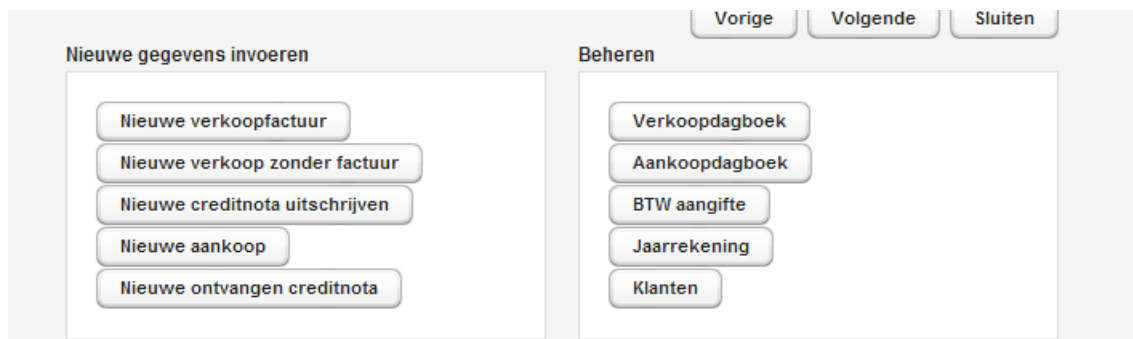 Vorige Volgende Sluiten
Nieuwe gegevens invoeren
Nieuwe verkoopfactuur
Nieuwe verkoop zonder factuur
Nieuwe creditnota uitschrijven
Nieuwe aankoop
Nieuwe ontvangen creditnota
Beheren
Verkoopdagboek
Aankoopdagboek
BTW aangifte
Jaarrekening
Klanten